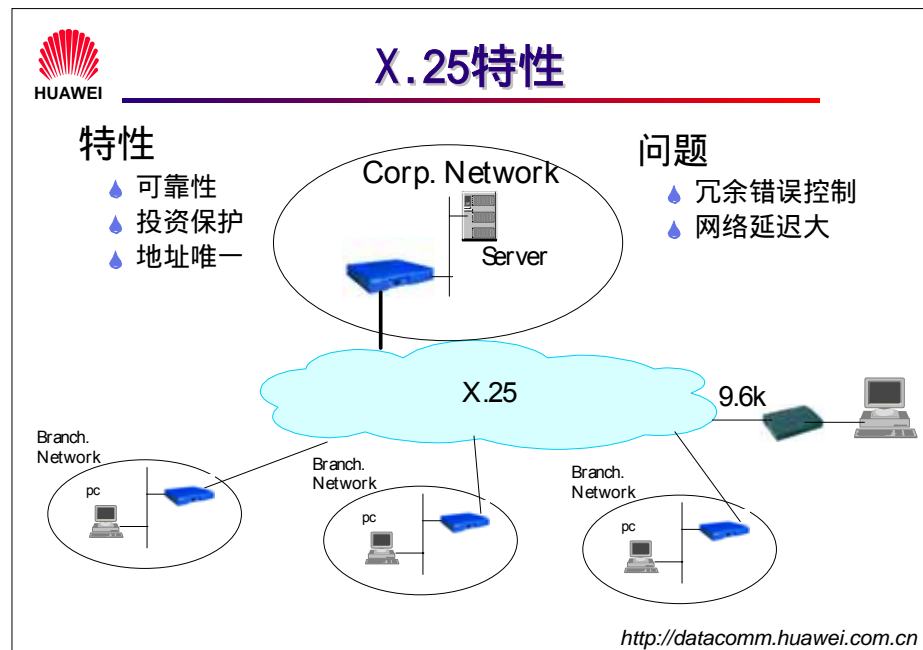 HUAWEI
X.25特性
特性
可靠性
投资保护
地址唯一
问题
冗余错误控制
网络延迟大
Corp. Network
Server
X.25
9.6k
Branch.
Network
pc
Branch.
Network
pc
Branch.
Network
pc
http://datacomm.huawei.com.cn